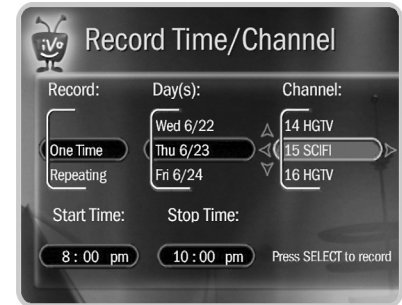 TiVo
Record Time/Channel
Record: Day(s): Channel:
Wed 6/22 14 HGTV
One Time Thu 6/23 15 SCIFI
Repeating Fri 6/24 16 HGTV
Start Time: Stop Time:
8 : 00 pm 10 : 00 pm Press SELECT to record